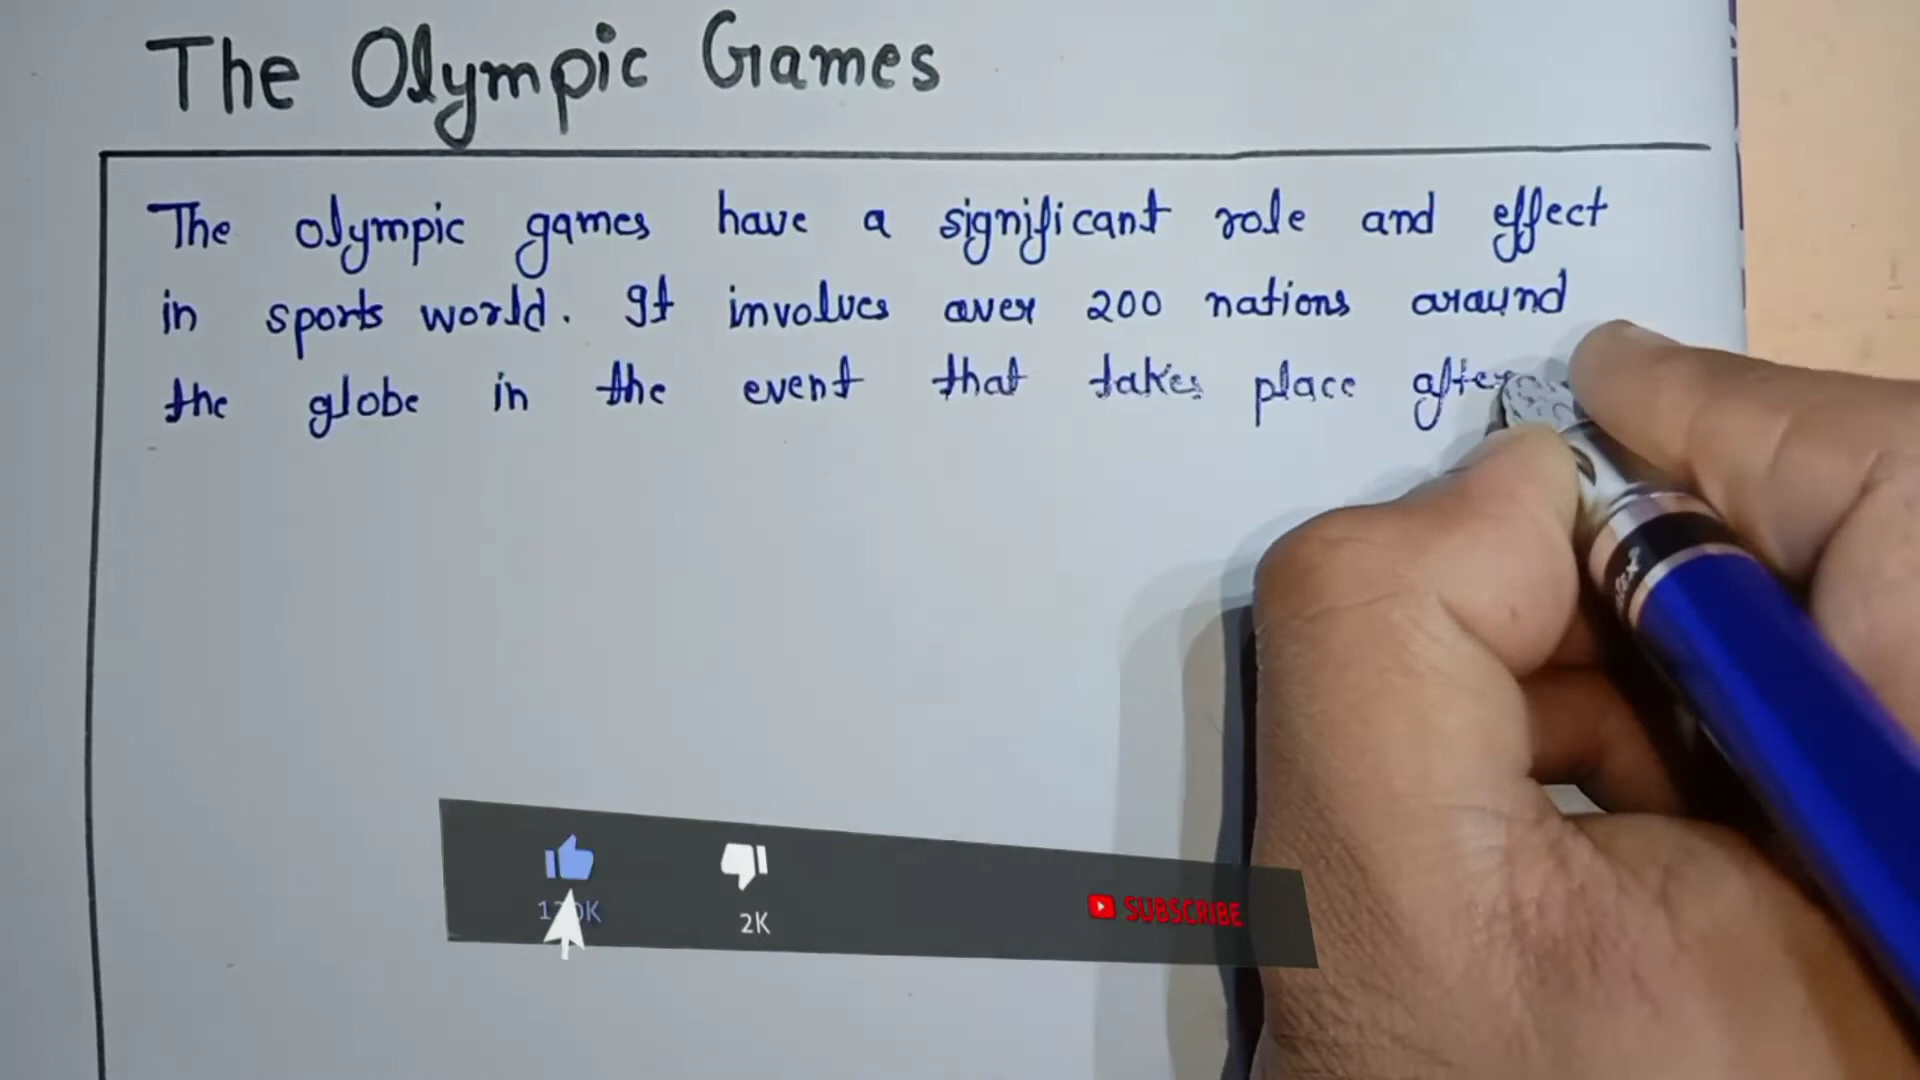 The Olympic Games
The olympic games have a significant role and effect
in sports world. It involves over 200 nations around
the globe in the event that takes place after
2K
SUBSCRIBE